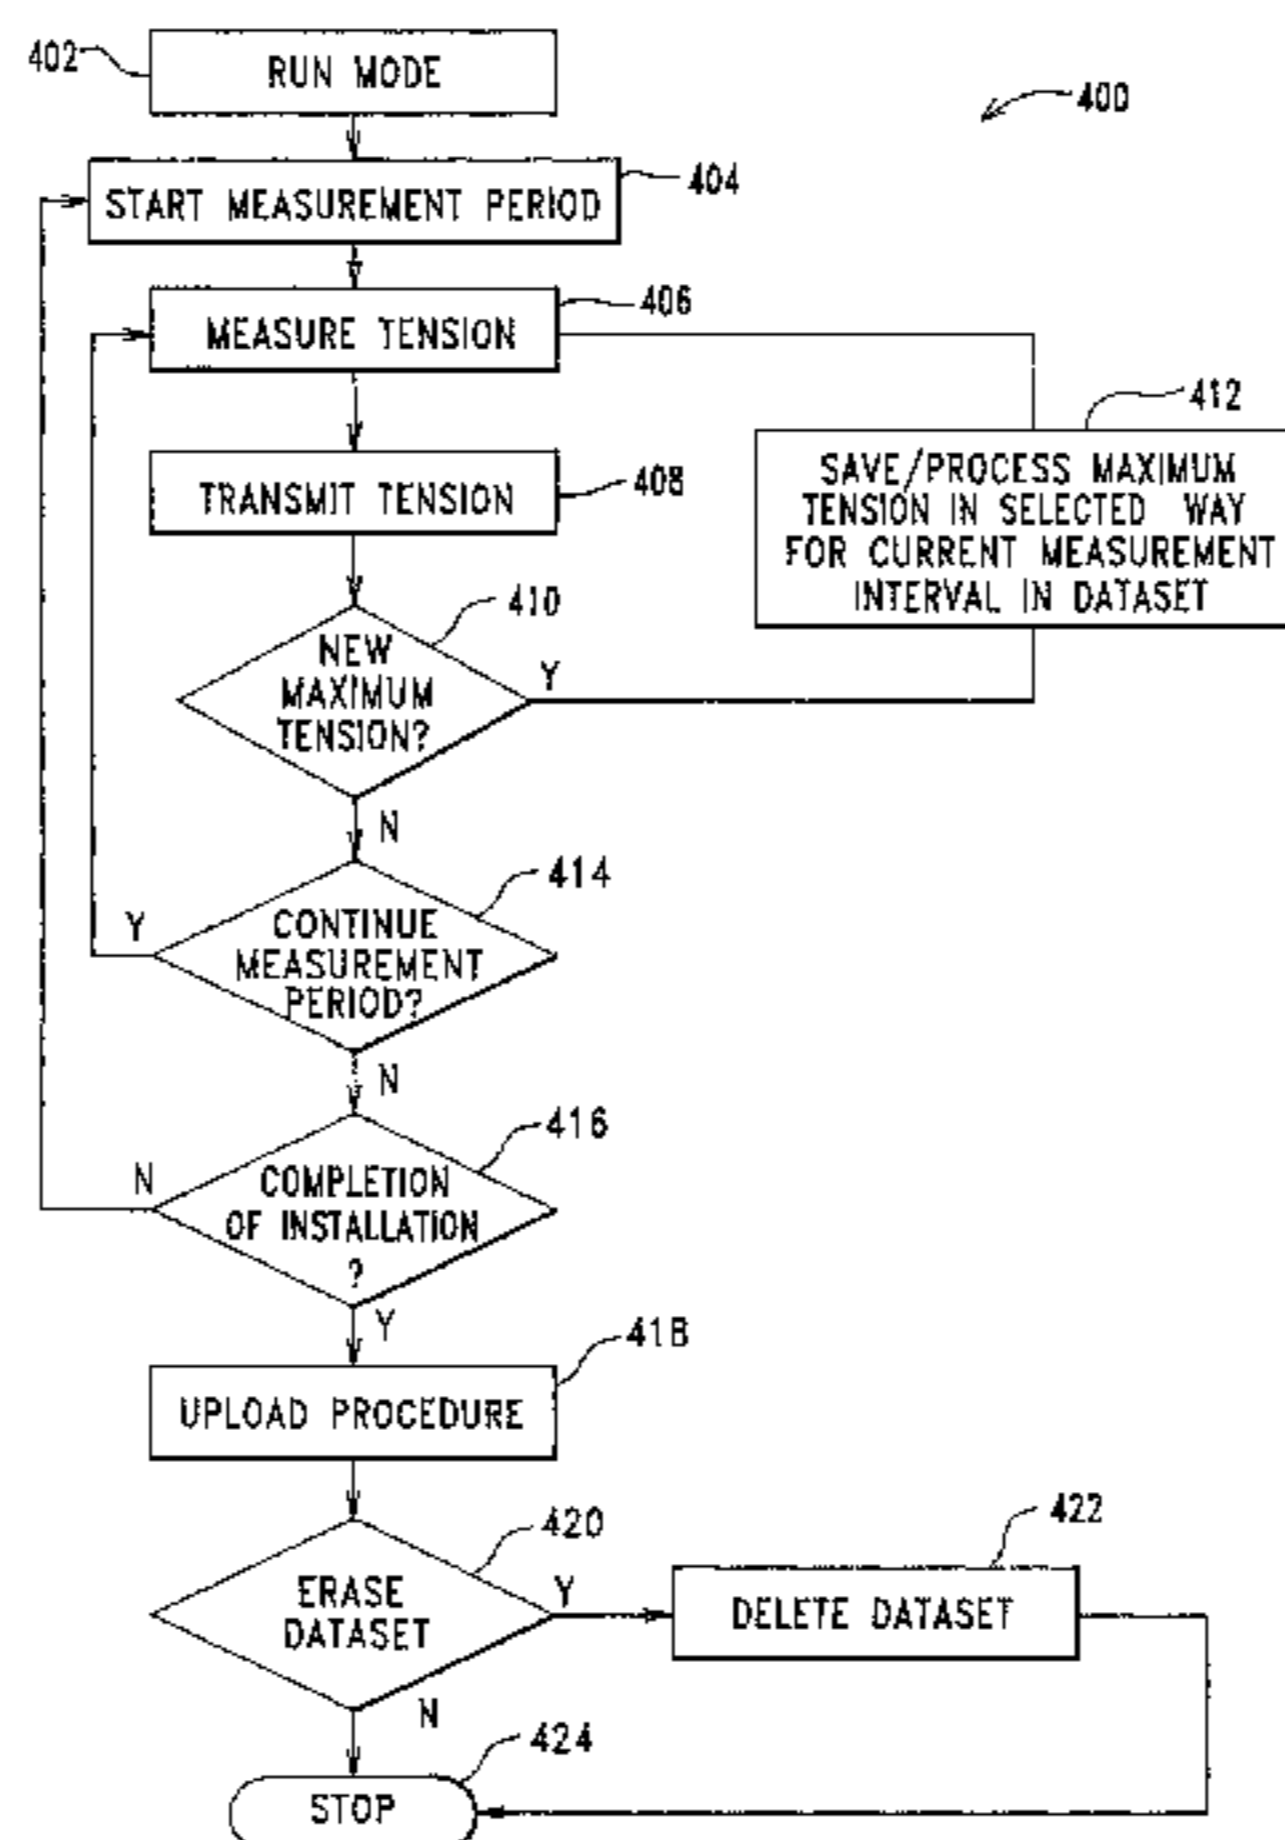 402
RUN MODE
400
START MEASUREMENT PERIOD
404
MEASURE TENSION
406
412
SAVE/PROCESS MAXIMUM
TENSION IN SELECTED WAY
FOR CURRENT MEASUREMENT
INTERVAL IN DATASET
TRANSMIT TENSION
408
410
NEW
MAXIMUM
TENSION?
Y
N
414
CONTINUE
MEASUREMENT
PERIOD?
Y
N
416
COMPLETION
OF INSTALLATION
?
N
Y
418
UPLOAD PROCEDURE
420
ERASE
DATASET
Y
422
DELETE DATASET
N
424
STOP